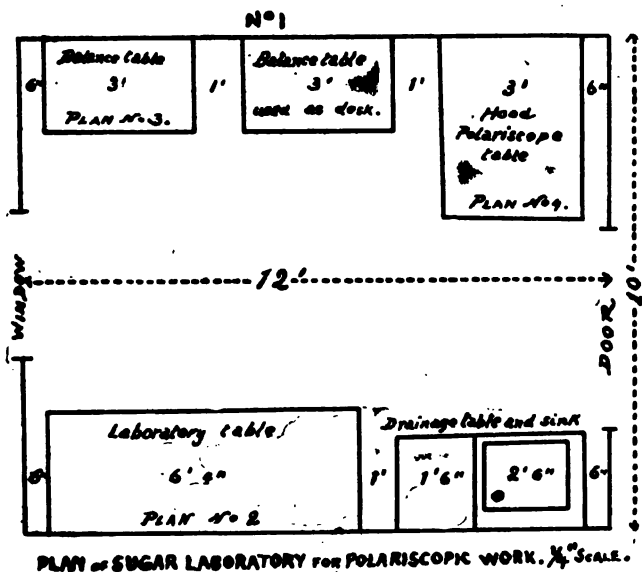 Nº 1
Balance table
3'
PLAN No. 3.
6"
1'
Balance table
3'
used as desk.
1'
3'
Hood
Polariscope
table
PLAN No 4.
6"
WINDOW
12'
DOOR
10'
Laboratory table
6' 4"
PLAN No 2
1'
Drainage table and sink
1' 6"
2' 6"
6"
PLAN OF SUGAR LABORATORY FOR POLARISCOPIC WORK. ¼" SCALE.